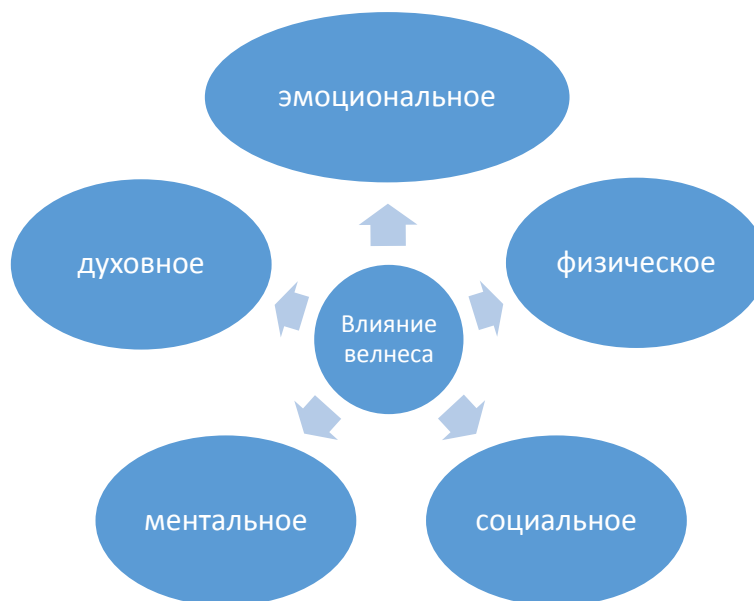 эмоциональное
духовное
физическое
Влияние
велнеса
ментальное
социальное